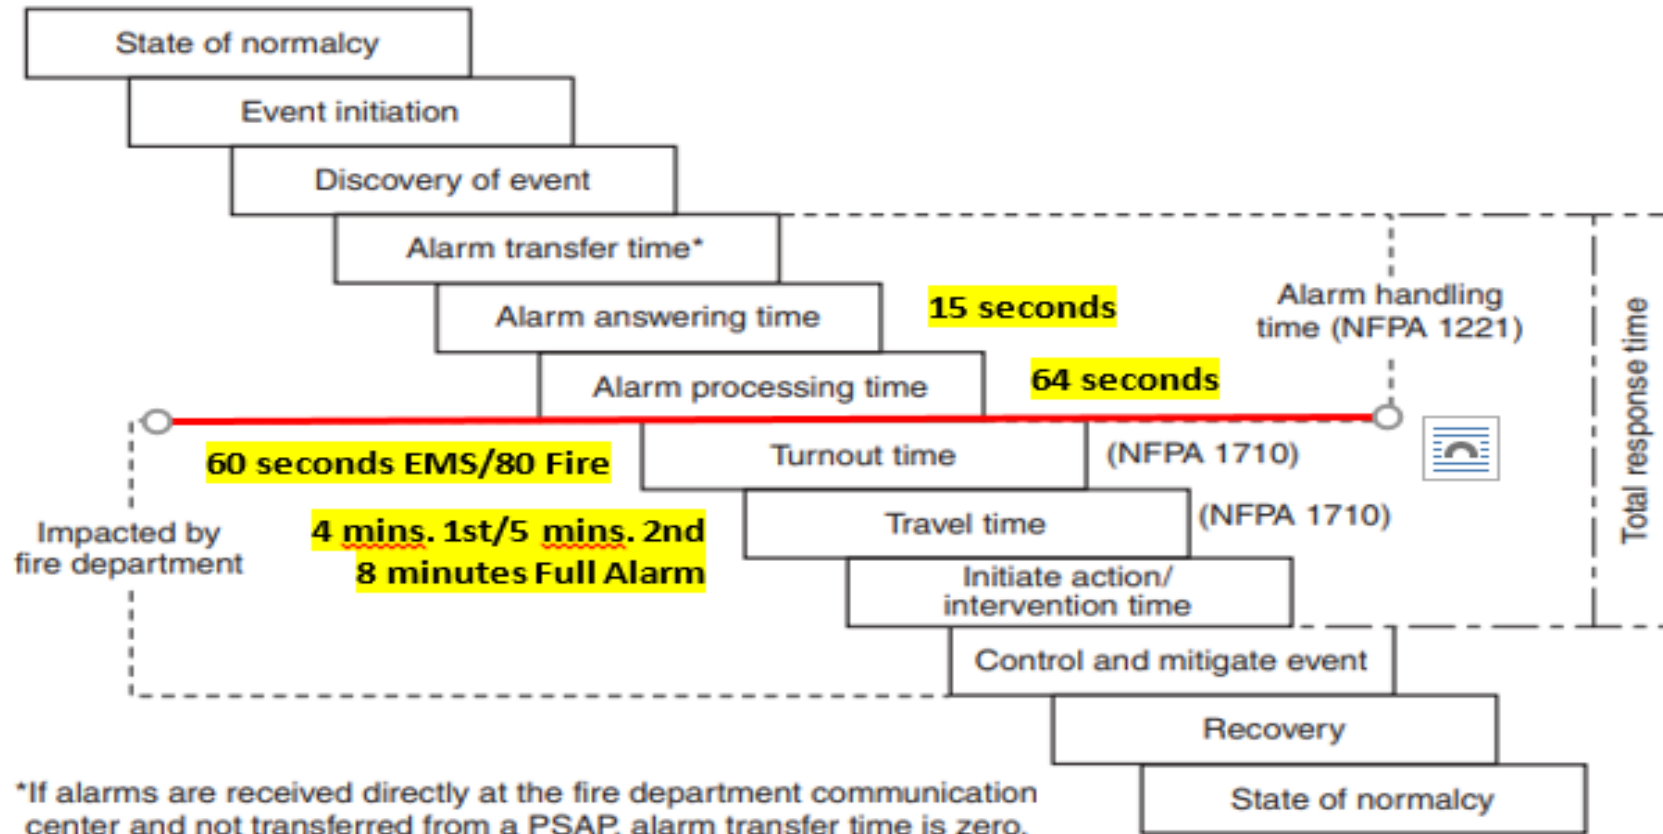 State of normalcy
Event initiation
Discovery of event
Alarm transfer time*
Alarm answering time
15 seconds
Alarm handling
time (NFPA 1221)
Alarm processing time
64 seconds
Total response time
60 seconds EMS/80 Fire
Turnout time
(NFPA 1710)
Impacted by
fire department
4 mins. 1st/5 mins. 2nd
8 minutes Full Alarm
Travel time
(NFPA 1710)
Initiate action/
intervention time
Control and mitigate event
Recovery
State of normalcy
*If alarms are received directly at the fire department communication
center and not transferred from a PSAP, alarm transfer time is zero.